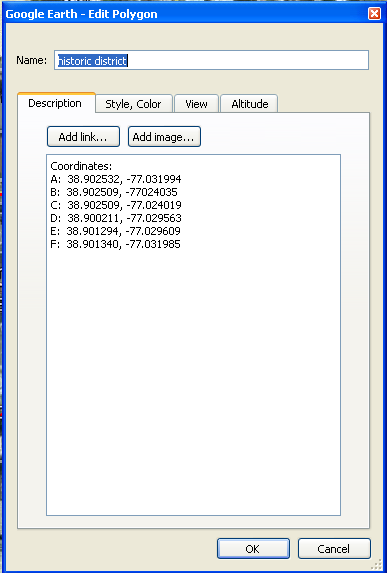 Google Earth - Edit Polygon
Name: historic district
Description Style, Color View Altitude
Add link... Add image...
Coordinates:
A: 38.902532, -77.031994
B: 38.902509, -77024035
C: 38.902509, -77.024019
D: 38.900211, -77.029563
E: 38.901294, -77.029609
F: 38.901340, -77.031985
OK Cancel